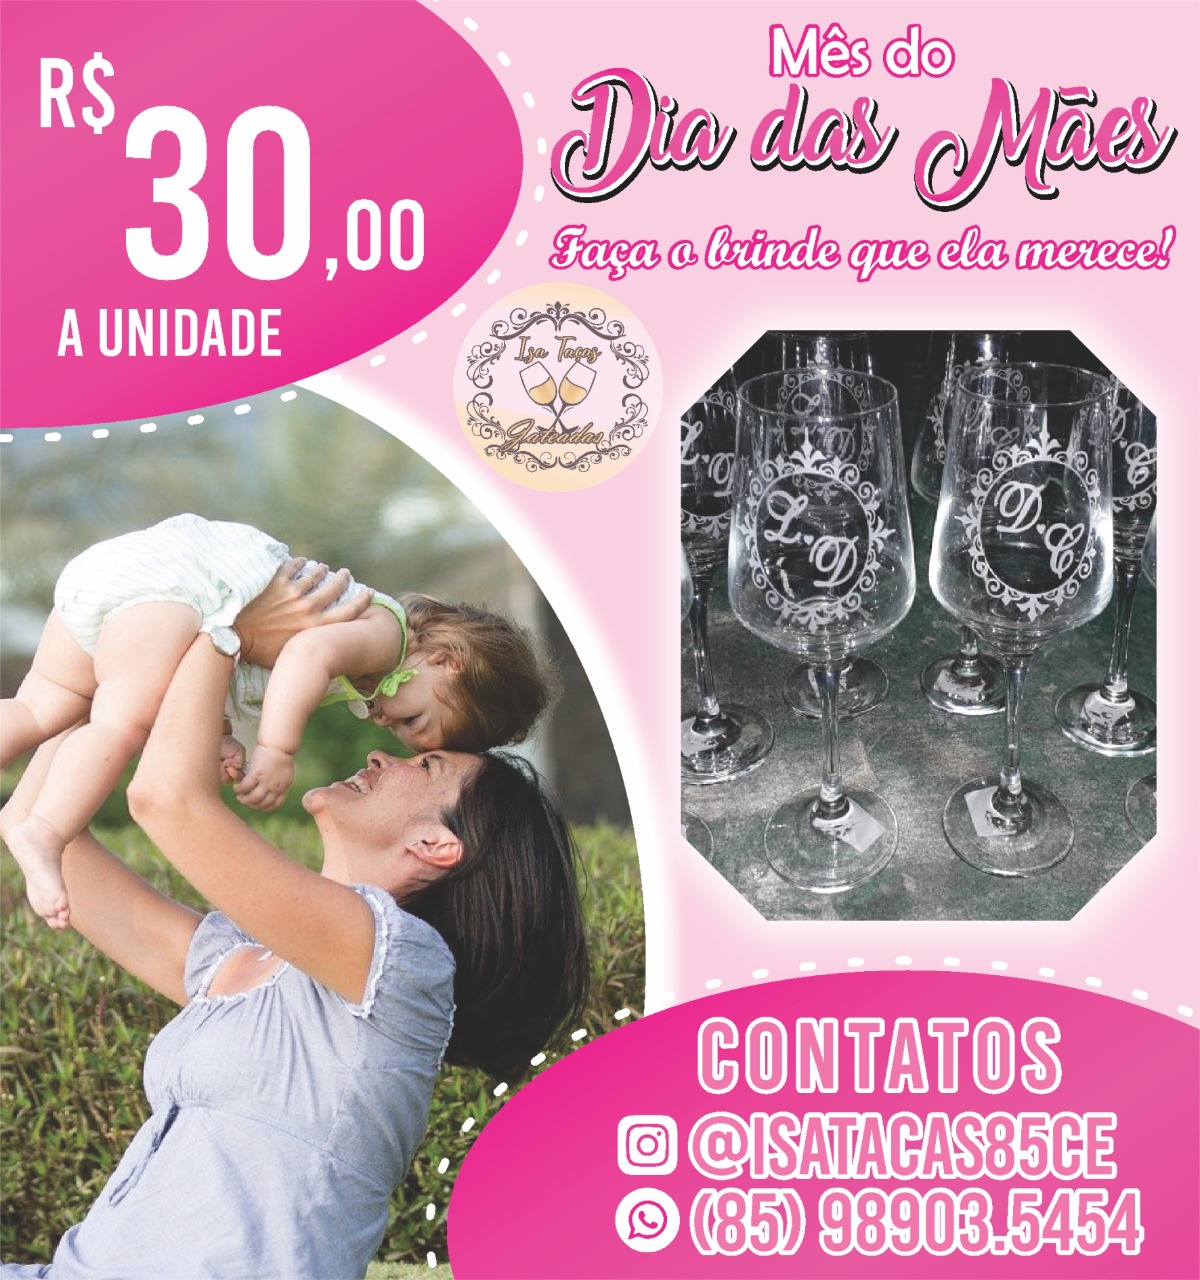 R$
30,00
A UNIDADE
Mês do
Dia das Mães
Faça o brinde que ela merece!
Isa Taças
Jateadas
L D
D C
L D
C
CONTATOS
@ISATACAS85CE
(85) 98903.5454